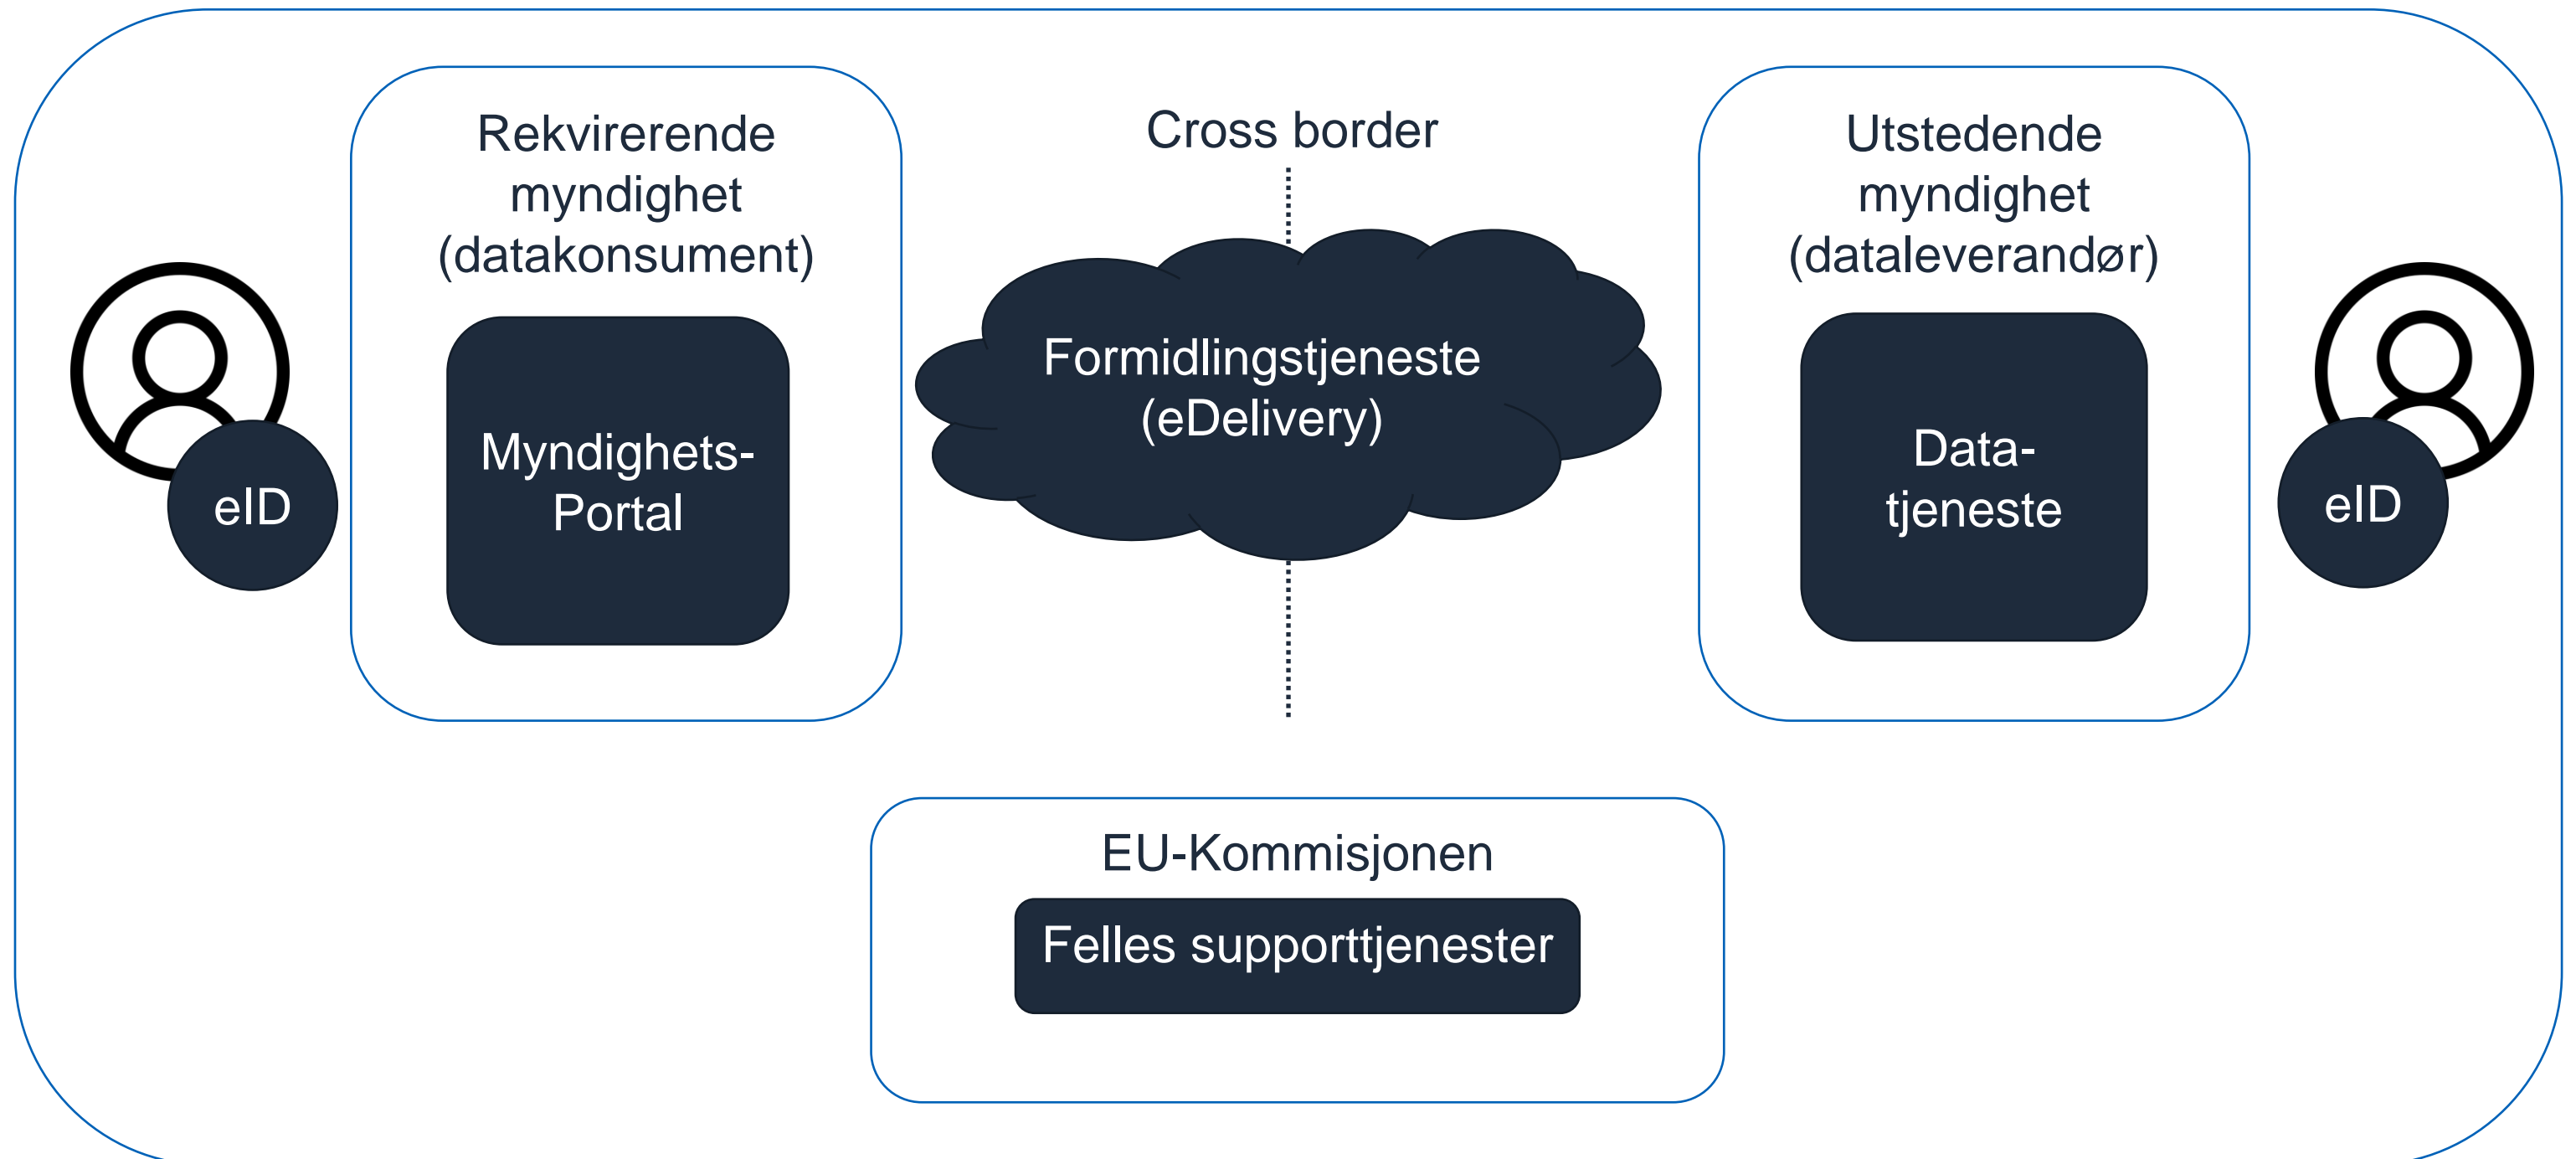 Rekvirerende
myndighet
(datakonsument)
Myndighets-
Portal
eID
Cross border
Formidlingstjeneste
(eDelivery)
Utstedende
myndighet
(dataleverandør)
Data-
tjeneste
eID
EU-Kommisjonen
Felles supporttjenester